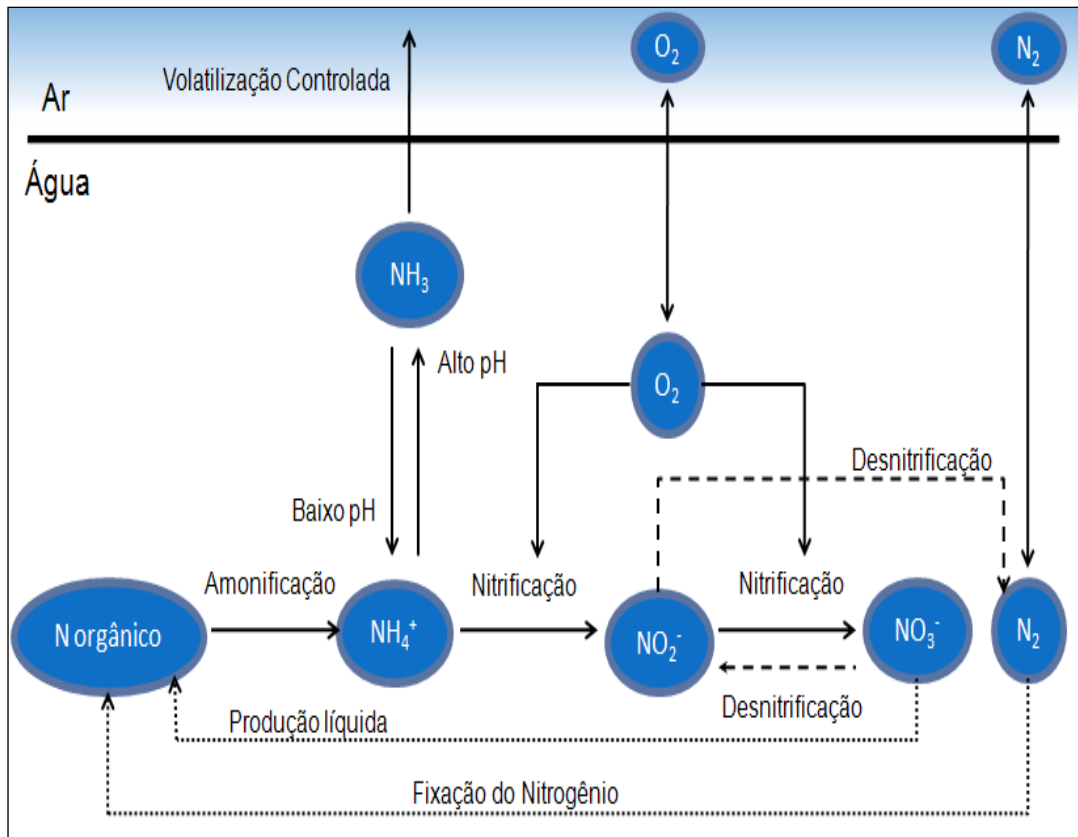 O₂
N₂
Volatilização Controlada
Ar
Água
NH₃
Alto pH
O₂
Desnitrificação
Baixo pH
Amonificação
Nitrificação
Nitrificação
N orgânico
NH₄⁺
NO₂⁻
NO₃⁻
N₂
Desnitrificação
Produção líquida
Fixação do Nitrogênio